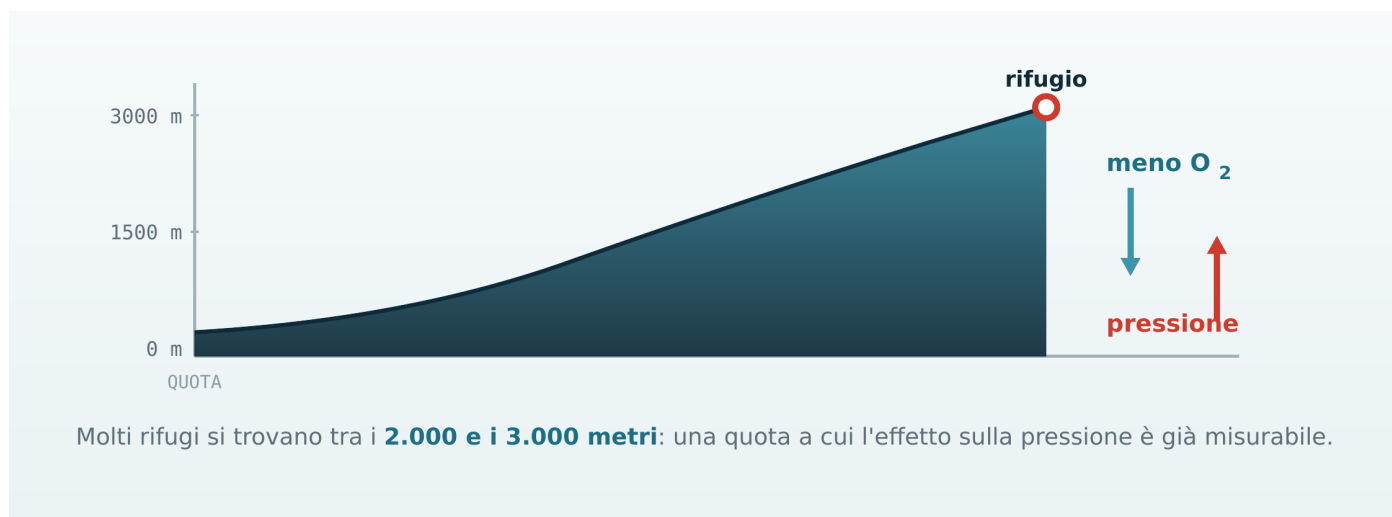 rifugio
3000 m
meno O 2
1500 m
pressione
0 m
QUOTA
Molti rifugi si trovano tra i 2.000 e i 3.000 metri: una quota a cui l'effetto sulla pressione è già misurabile.